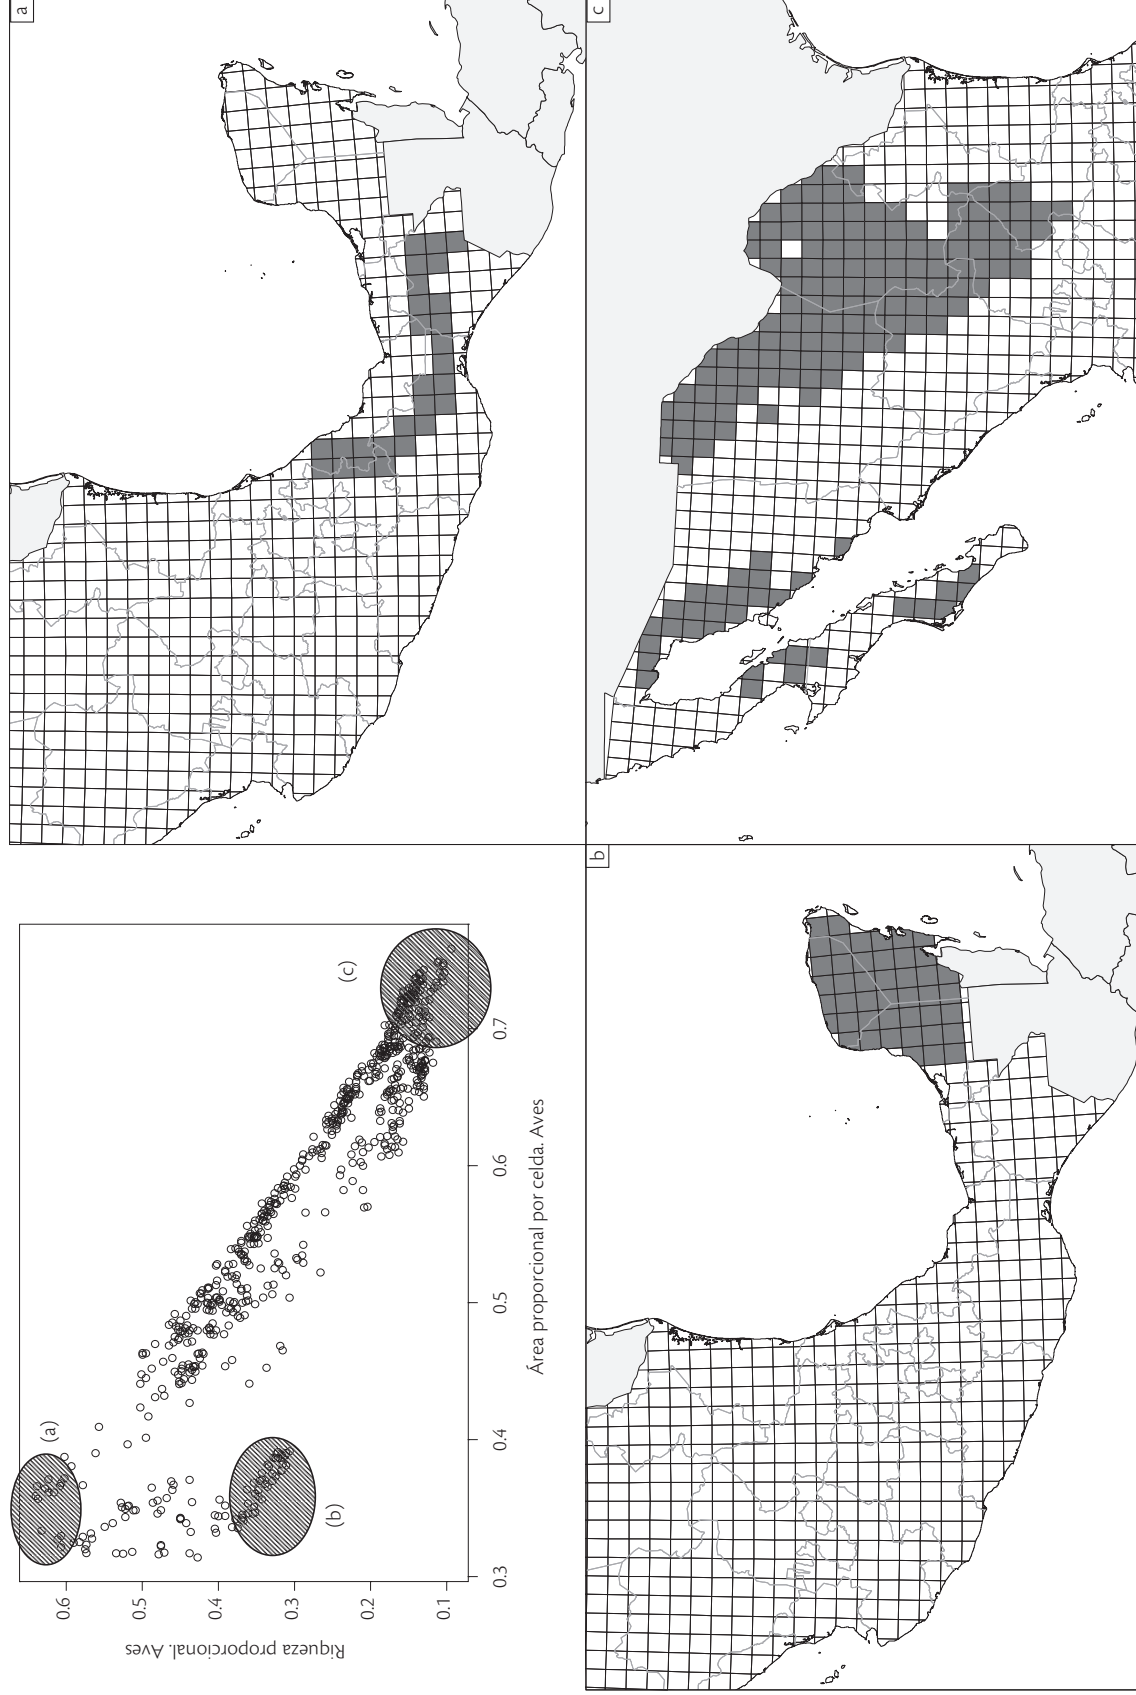 Riqueza proporcional. Aves
0.6
0.5
0.4
0.3
0.2
0.1
(a)
(b)
(c)
0.3
0.4
0.5
0.6
0.7
Área proporcional por celda. Aves
a
b
c